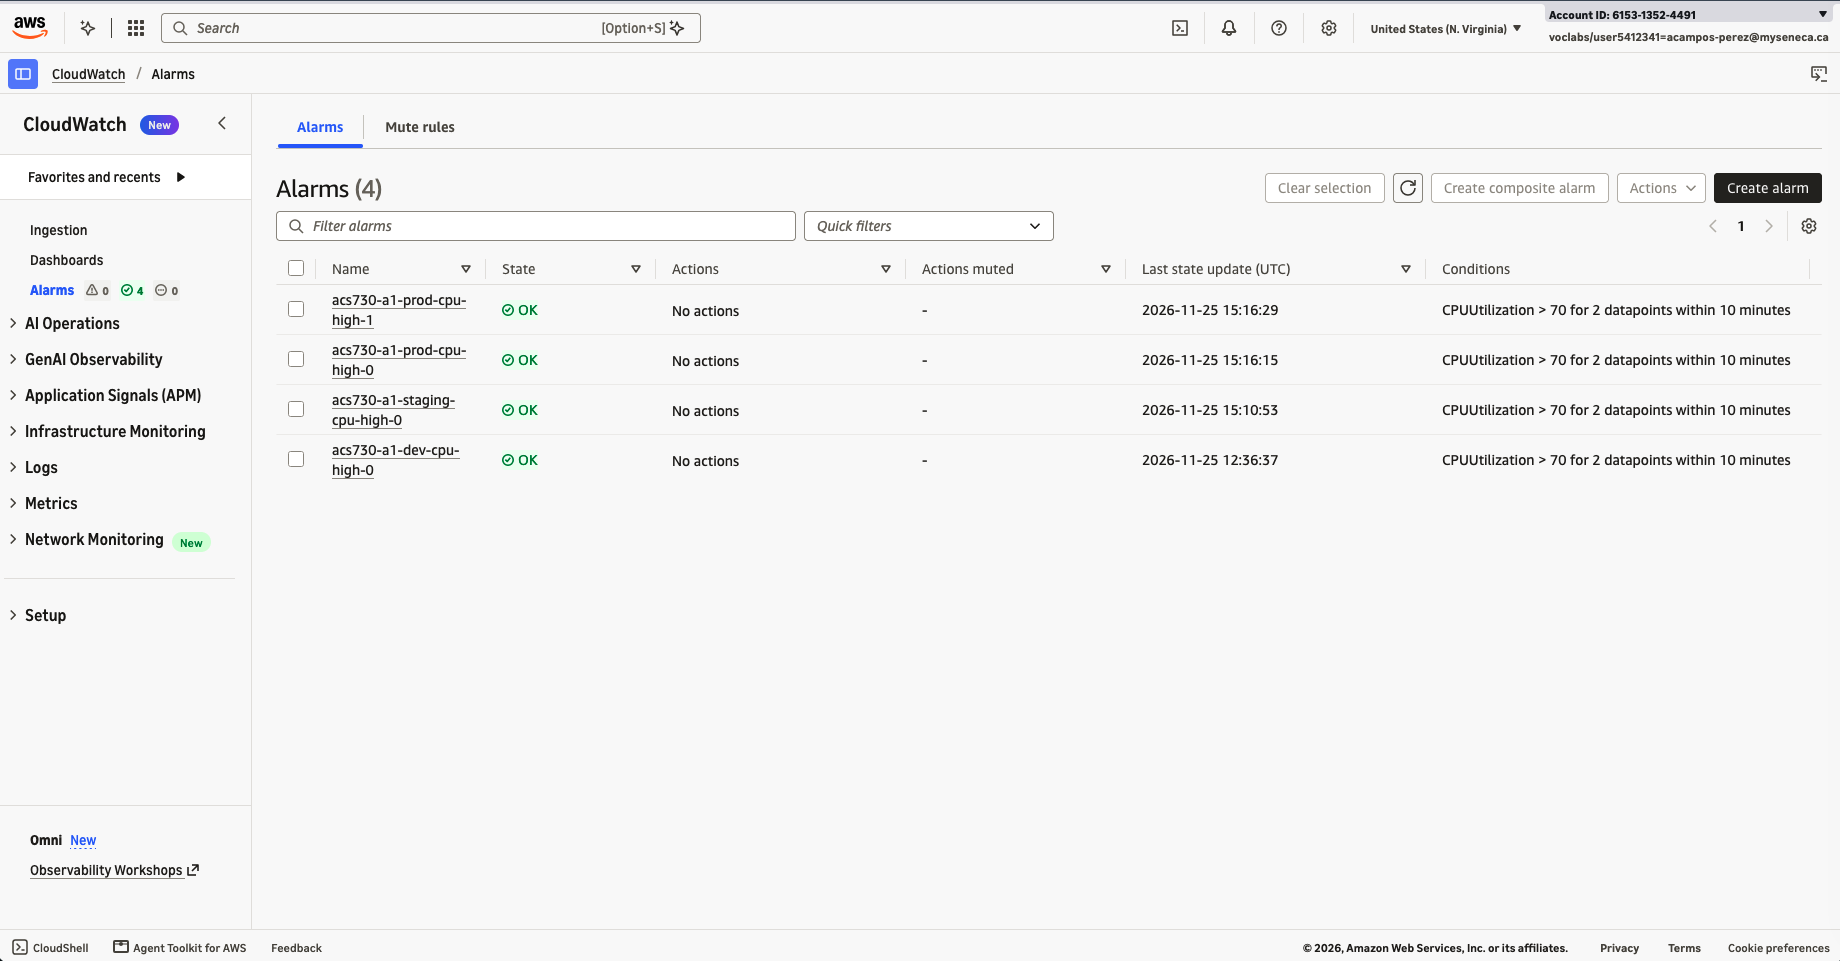 aws
Search [Option+S]
United States (N. Virginia)
Account ID: 6153-1352-4491
voclabs/user5412341=acampos-perez@myseneca.ca
CloudWatch / Alarms
CloudWatch New
Favorites and recents
Ingestion
Dashboards
Alarms 0 4 0
AI Operations
GenAI Observability
Application Signals (APM)
Infrastructure Monitoring
Logs
Metrics
Network Monitoring New
Setup
Omni New
Observability Workshops
Alarms Mute rules
Alarms (4)
Clear selection Create composite alarm Actions Create alarm
Filter alarms Quick filters 1
Name State Actions Actions muted Last state update (UTC) Conditions
acs730-a1-prod-cpu-
high-1
OK No actions - 2026-11-25 15:16:29 CPUUtilization > 70 for 2 datapoints within 10 minutes
acs730-a1-prod-cpu-
high-0
OK No actions - 2026-11-25 15:16:15 CPUUtilization > 70 for 2 datapoints within 10 minutes
acs730-a1-staging-
cpu-high-0
OK No actions - 2026-11-25 15:10:53 CPUUtilization > 70 for 2 datapoints within 10 minutes
acs730-a1-dev-cpu-
high-0
OK No actions - 2026-11-25 12:36:37 CPUUtilization > 70 for 2 datapoints within 10 minutes
CloudShell Agent Toolkit for AWS Feedback © 2026, Amazon Web Services, Inc. or its affiliates. Privacy Terms Cookie preferences